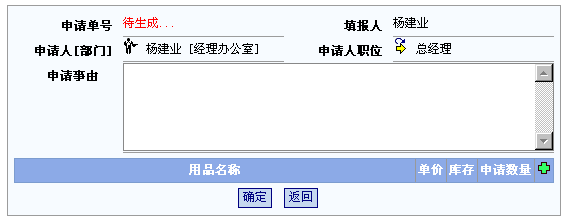 申请单号 待生成... 填报人 杨建业
申请人[部门] 杨建业 [经理办公室] 申请人职位 总经理
申请事由
用品名称 单价 库存 申请数量
确定 返回